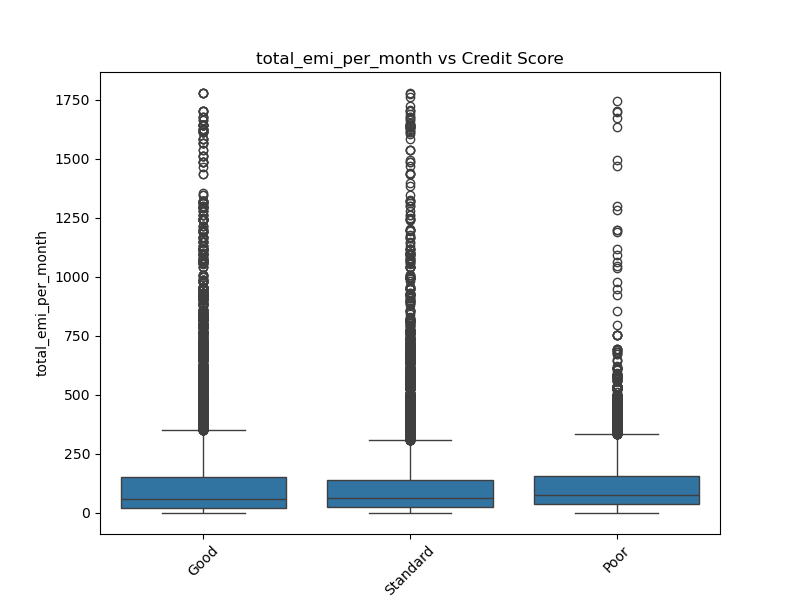 total_emi_per_month vs Credit Score
total_emi_per_month
1750
1500
1250
1000
750
500
250
0
Good
Standard
Poor